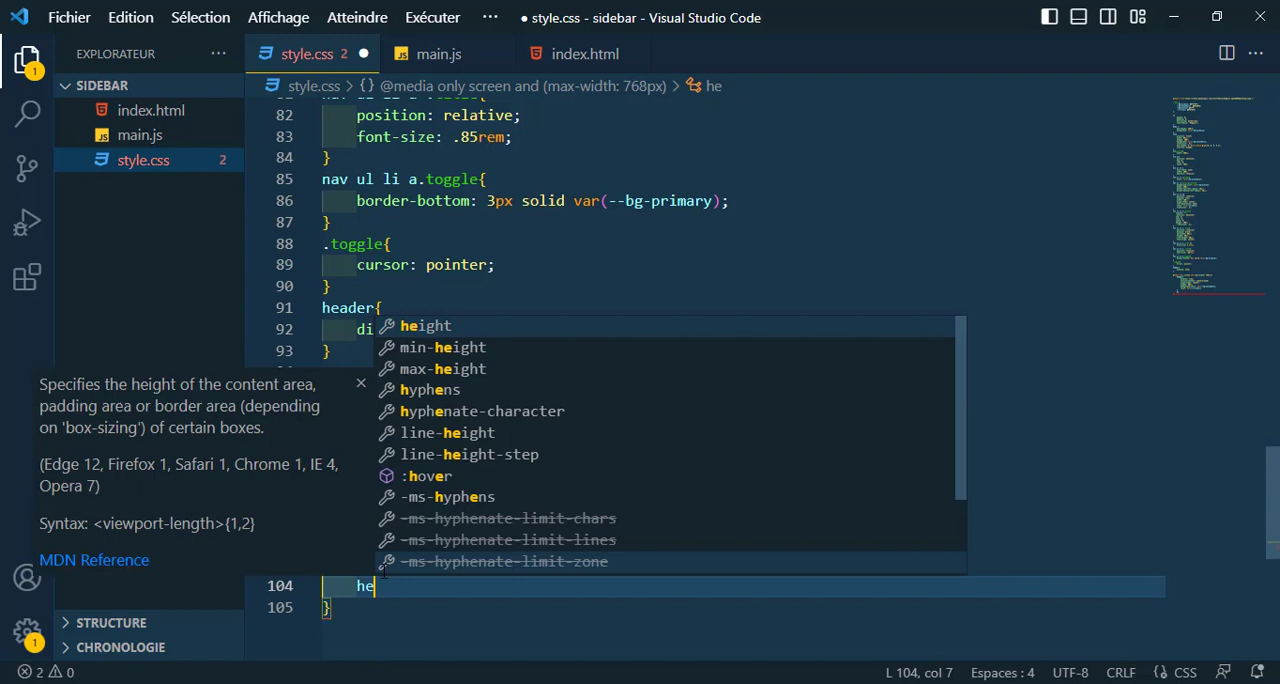 Fichier Edition Sélection Affichage Atteindre Exécuter ··· ● style.css - sidebar - Visual Studio Code
EXPLORATEUR ···
style.css 2 ●
main.js
index.html
SIDEBAR
index.html
main.js
style.css 2
STRUCTURE
CHRONOLOGIE
style.css > {} @media only screen and (max-width: 768px) > he
82 position: relative;
83 font-size: .85rem;
84 }
85 nav ul li a.toggle{
86 border-bottom: 3px solid var(--bg-primary);
87 }
88 .toggle{
89 cursor: pointer;
90 }
91 header{
92 di
93 }
height
min-height
max-height
hyphens
hyphenate-character
line-height
line-height-step
:hover
-ms-hyphens
-ms-hyphenate-limit-chars
-ms-hyphenate-limit-lines
-ms-hyphenate-limit-zone
Specifies the height of the content area,
padding area or border area (depending
on 'box-sizing') of certain boxes.
(Edge 12, Firefox 1, Safari 1, Chrome 1, IE 4,
Opera 7)
Syntax: <viewport-length>{1,2}
MDN Reference
104 he
105 }
1
1
2 0
L 104, col 7 Espaces : 4 UTF-8 CRLF {} CSS